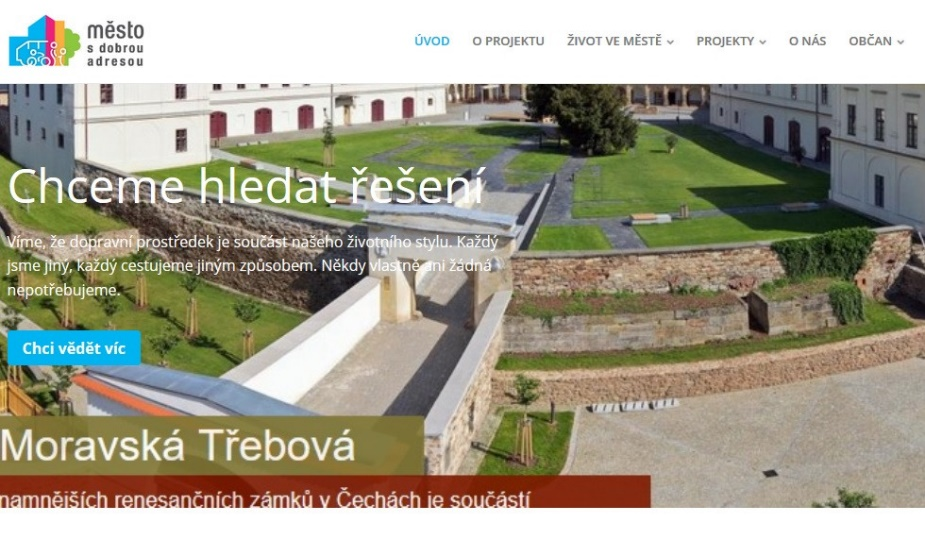 město
s dobrou
adresou
ÚVOD O PROJEKTU ŽIVOT VE MĚSTĚ PROJEKTY O NÁS OBČAN
Chceme hledat řešení
Víme, že dopravní prostředek je součást našeho životního stylu. Každý
jsme jiný, každý cestujeme jiným způsobem. Někdy vlastně ani žádná
nepotřebujeme.
Chci vědět víc
Moravská Třebová
namnějších renesančních zámků v Čechách je součástí